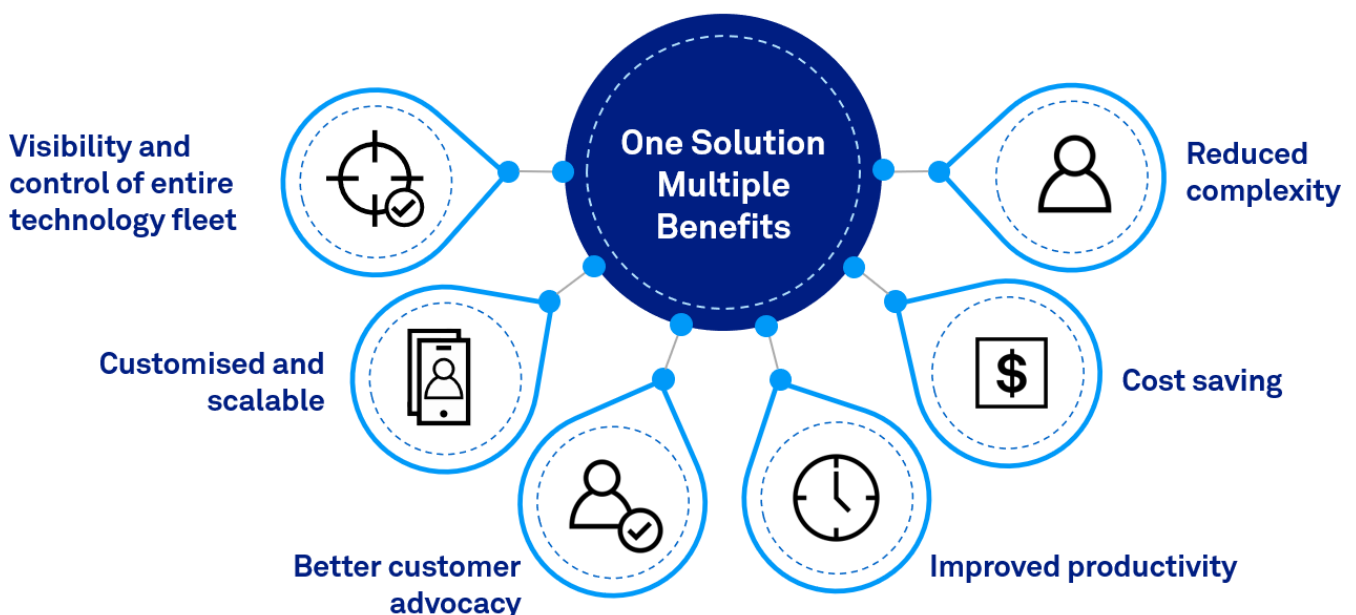 One Solution
Multiple
Benefits
Visibility and
control of entire
technology fleet
Customised and
scalable
Better customer
advocacy
Improved productivity
Cost saving
$
Reduced
complexity